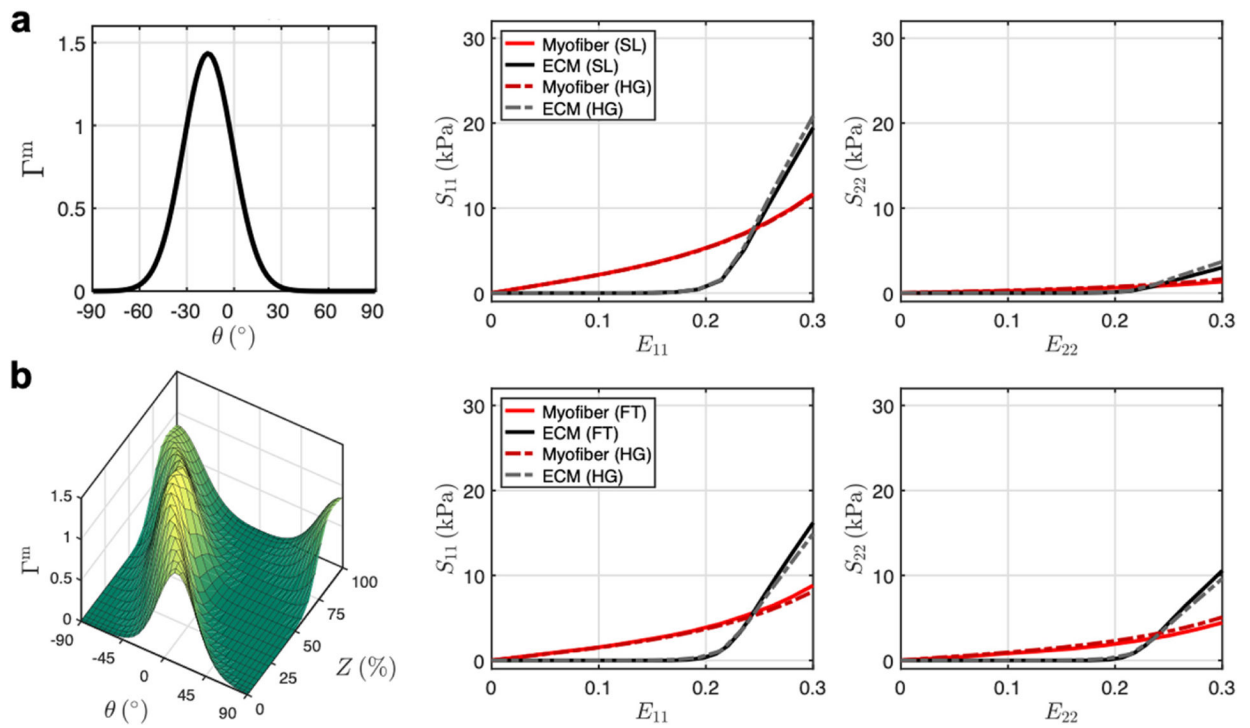 a
1.5
1
0.5
0
Γᵐ
-90 -60 -30 0 30 60 90
θ (°)
30
20
10
0
S₁₁ (kPa)
Myofiber (SL)
ECM (SL)
Myofiber (HG)
ECM (HG)
0 0.1 0.2 0.3
E₁₁
30
20
10
0
S₂₂ (kPa)
0 0.1 0.2 0.3
E₂₂
b
1.5
1
0.5
0
Γᵐ
-90 -45 0 45 90
θ (°)
0 25 50 75 100
Z (%)
30
20
10
0
S₁₁ (kPa)
Myofiber (FT)
ECM (FT)
Myofiber (HG)
ECM (HG)
0 0.1 0.2 0.3
E₁₁
30
20
10
0
S₂₂ (kPa)
0 0.1 0.2 0.3
E₂₂